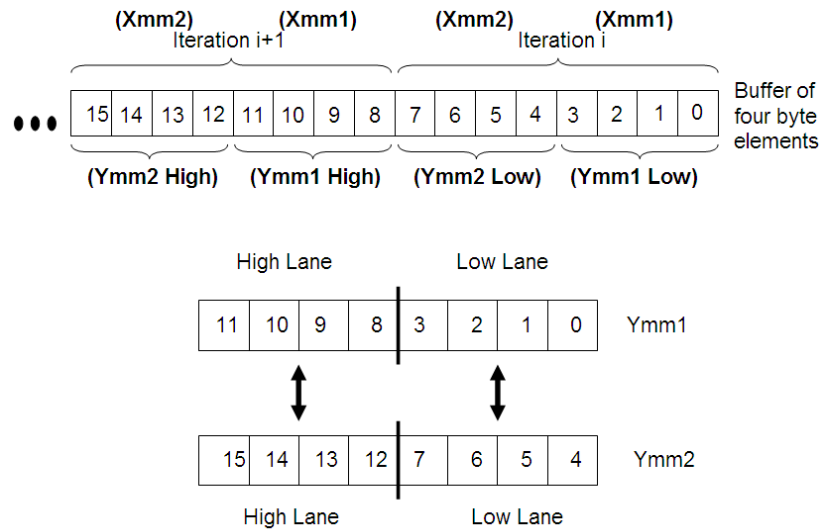 (Xmm2) (Xmm1) (Xmm2) (Xmm1)
Iteration i+1 Iteration i
15 14 13 12 11 10 9 8 7 6 5 4 3 2 1 0
Buffer of
four byte
elements
(Ymm2 High) (Ymm1 High) (Ymm2 Low) (Ymm1 Low)
High Lane Low Lane
11 10 9 8 3 2 1 0 Ymm1
15 14 13 12 7 6 5 4 Ymm2
High Lane Low Lane